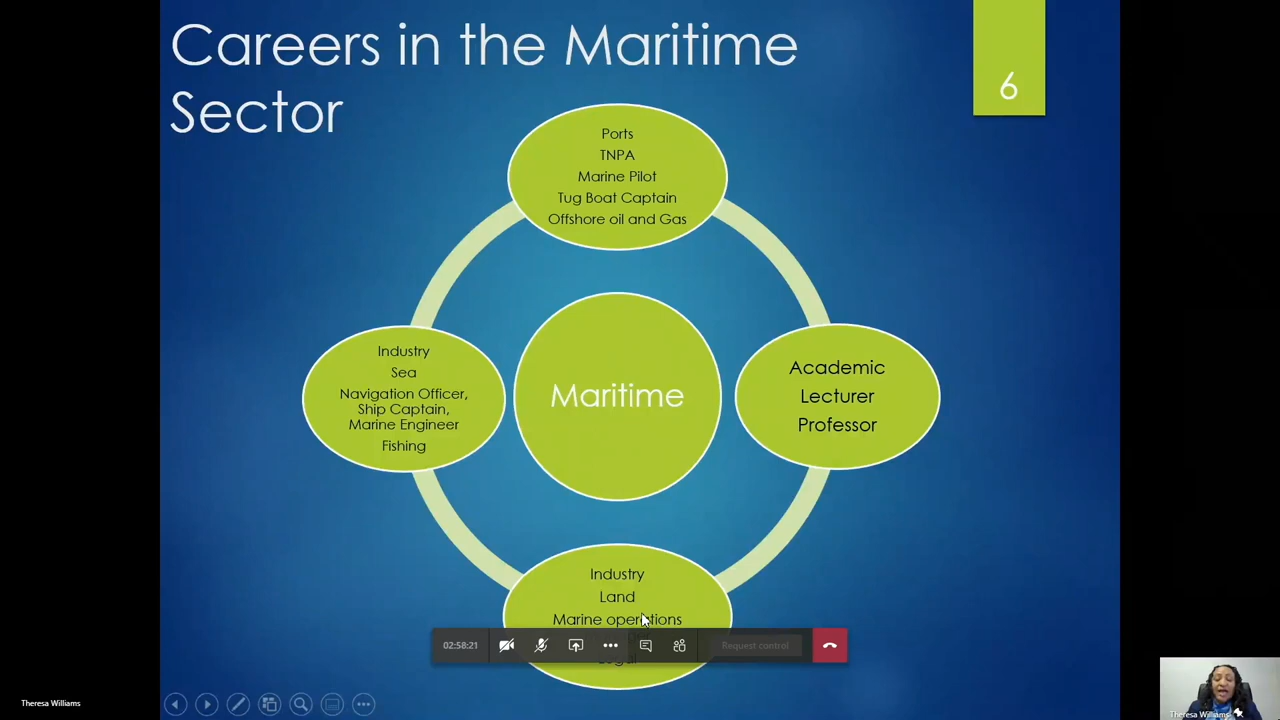 Careers in the Maritime
Sector
6
Ports
TNPA
Marine Pilot
Tug Boat Captain
Offshore oil and Gas
Industry
Sea
Navigation Officer,
Ship Captain,
Marine Engineer
Fishing
Maritime
Academic
Lecturer
Professor
Industry
Land
Marine operations
Legal
02:58:21
Request control
Theresa Williams
Theresa Williams